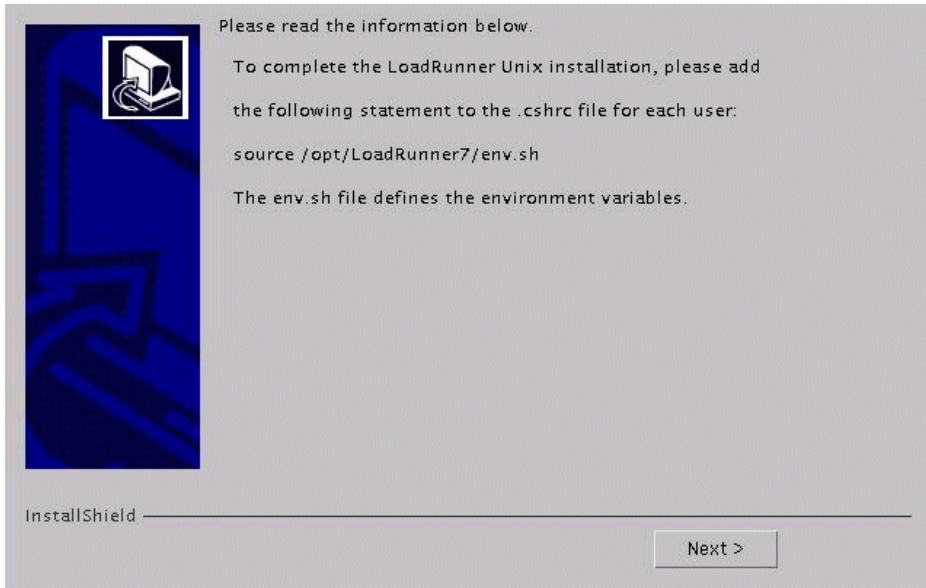 Please read the information below.
To complete the LoadRunner Unix installation, please add
the following statement to the .cshrc file for each user:
source /opt/LoadRunner7/env.sh
The env.sh file defines the environment variables.
InstallShield
Next >